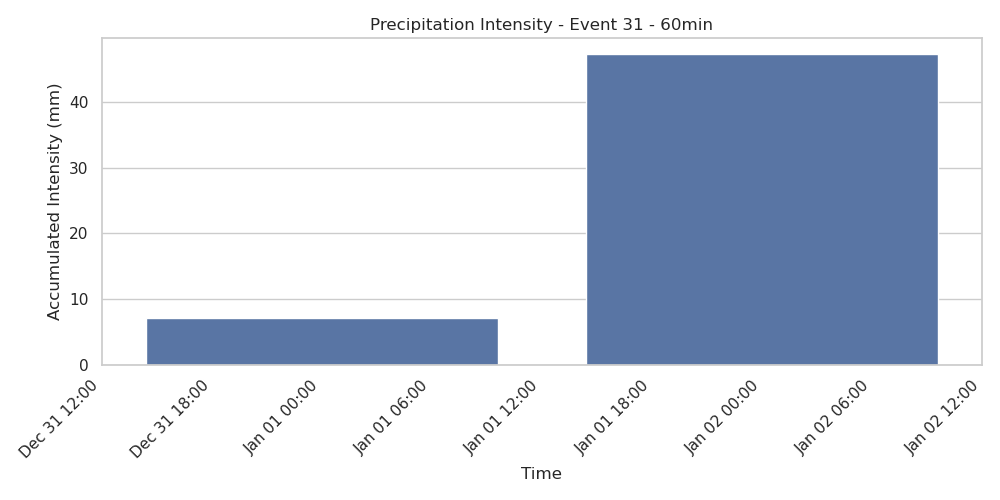 Precipitation Intensity - Event 31 - 60min
Accumulated Intensity (mm)
40
30
20
10
0
Dec 31 12:00
Dec 31 18:00
Jan 01 00:00
Jan 01 06:00
Jan 01 12:00
Jan 01 18:00
Jan 02 00:00
Jan 02 06:00
Jan 02 12:00
Time